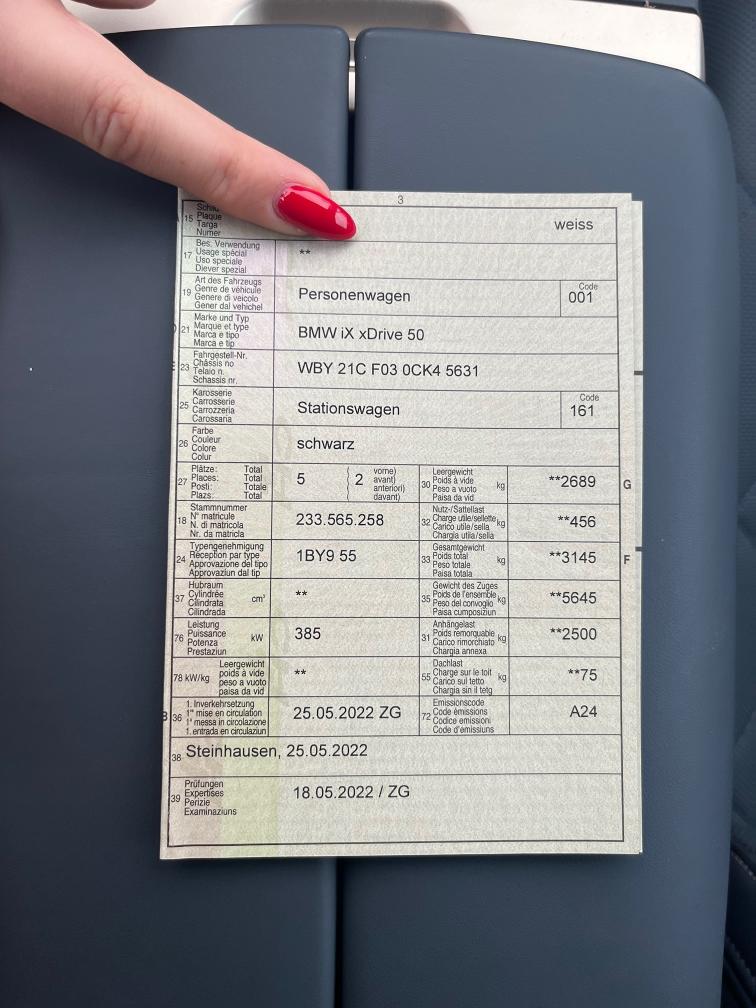 3
15 Plaque
Targa
Numer
weiss
17 Bes. Verwendung
Usage spécial
Uso speciale
Diever spezial
**
19 Art des Fahrzeugs
Genre de véhicule
Genere di veicolo
Gener dal vehichel
Personenwagen
Code
001
21 Marke und Typ
Marque et type
Marca e tipo
Marca e tip
BMW iX xDrive 50
23 Fahrgestell-Nr.
Châssis no
Telaio n.
Schassis nr.
WBY 21C F03 0CK4 5631
25 Karosserie
Carrosserie
Carrozzeria
Carossaria
Stationswagen
Code
161
26 Farbe
Couleur
Colore
Colur
schwarz
27 Plätze: Total
Places: Total
Posti: Totale
Plazs: Total
5
2 vorne)
avant)
anteriori)
davant)
30 Leergewicht
Poids à vide
Peso a vuoto
Paisa da vid
kg
**2689
G
18 Stammnummer
N° matricule
N. di matricola
Nr. da matricla
233.565.258
32 Nutz-/Sattellast
Charge utile/sellette
Carico utile/sella
Chargia utila/sella
kg
**456
24 Typengenehmigung
Réception par type
Approvazione del tipo
Approvaziun dal tip
1BY9 55
33 Gesamtgewicht
Poids total
Peso totale
Paisa totala
kg
**3145
F
37 Hubraum
Cylindrée
Cilindrata
Cilindrada
cm³
**
35 Gewicht des Zuges
Poids de l'ensemble
Peso del convoglio
Paisa cumposiziun
kg
**5645
76 Leistung
Puissance
Potenza
Prestaziun
kW
385
31 Anhängelast
Poids remorquable
Carico rimorchiato
Chargia annexa
kg
**2500
78 kW/kg
Leergewicht
poids à vide
peso a vuoto
paisa da vid
**
55 Dachlast
Charge sur le toit
Carico sul tetto
Chargia sin il tetg
kg
**75
36 1. Inverkehrsetzung
1re mise en circulation
1a messa in circolazione
1. entrada en circulaziun
25.05.2022 ZG
72 Emissionscode
Code émissions
Codice emissioni
Code d'emissiuns
A24
38 Steinhausen, 25.05.2022
39 Prüfungen
Expertises
Perizie
Examinaziuns
18.05.2022 / ZG